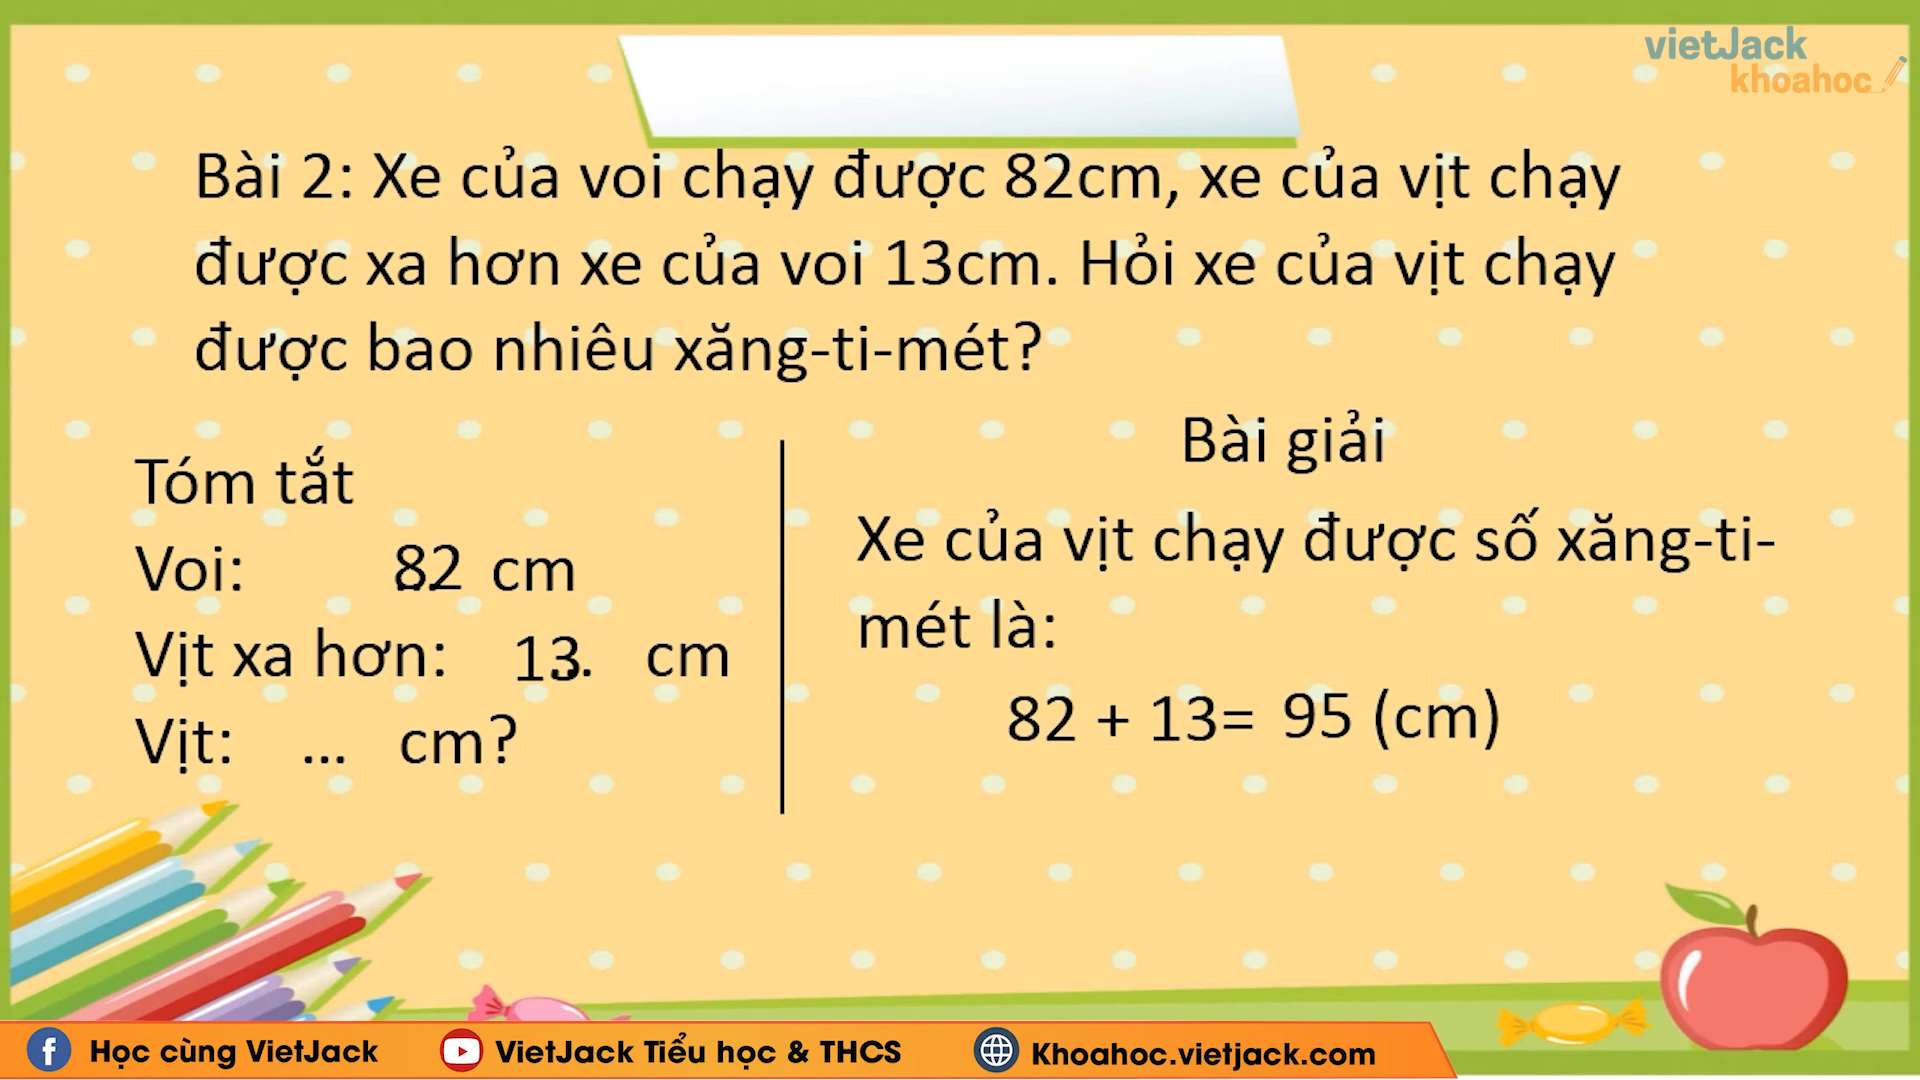 vietJack
khoahoc
Bài 2: Xe của voi chạy được 82cm, xe của vịt chạy
được xa hơn xe của voi 13cm. Hỏi xe của vịt chạy
được bao nhiêu xăng-ti-mét?
Tóm tắt
Voi: 82 cm
Vịt xa hơn: 13 cm
Vịt: ... cm?
Bài giải
Xe của vịt chạy được số xăng-ti-
mét là:
82 + 13= 95 (cm)
Học cùng VietJack
VietJack Tiểu học & THCS
Khoahoc.vietjack.com